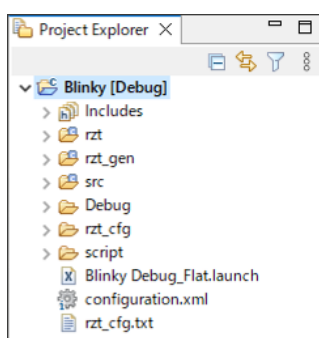 Project Explorer
Blinky [Debug]
Includes
rzt
rzt_gen
src
Debug
rzt_cfg
script
Blinky Debug_Flat.launch
configuration.xml
rzt_cfg.txt